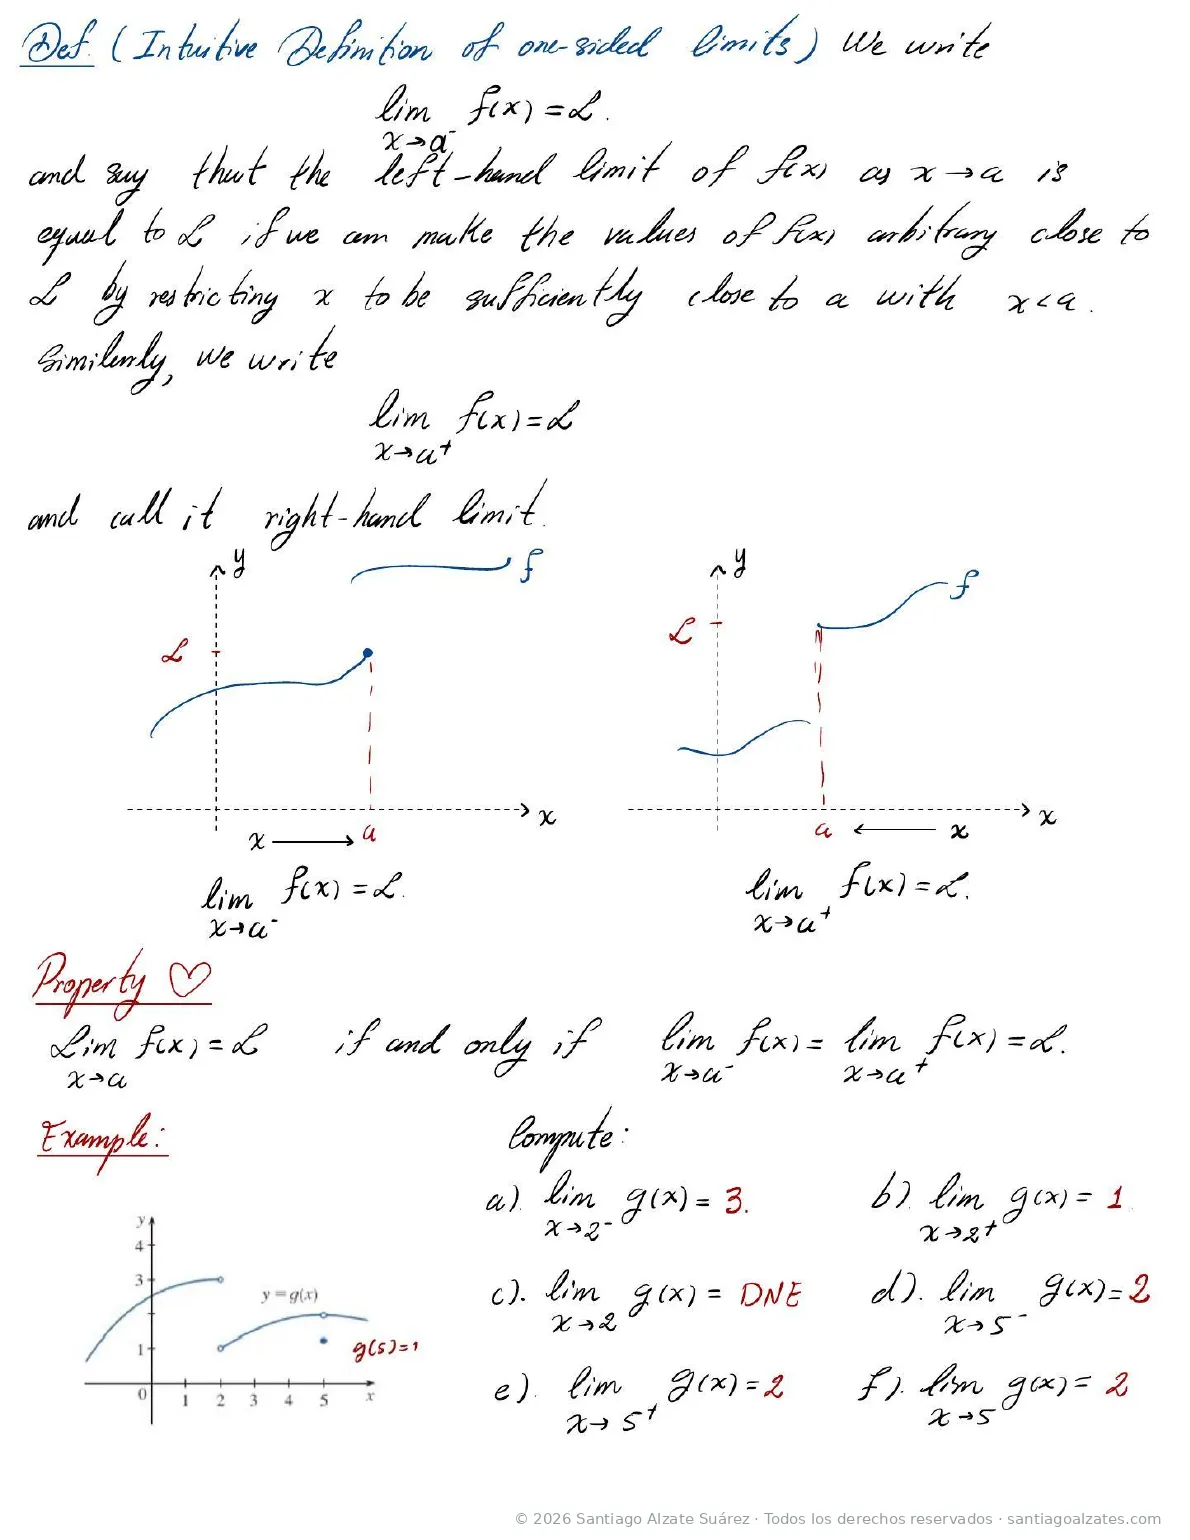 Def. (Intuitive Definition of one-sided limits) We write
lim f(x) = L.
x→a⁻
and say that the left-hand limit of f(x) as x→a is
equal to L if we can make the values of f(x) arbitrary close to
L by restricting x to be sufficiently close to a with x<a.
Similarly, we write
lim f(x) = L
x→a⁺
and call it right-hand limit.
y f y f
L L
x x
x → a a ← x
lim f(x) = L. lim f(x) = L.
x→a⁻ x→a⁺
Property ♡
Lim f(x) = L if and only if lim f(x) = lim f(x) = L.
x→a x→a⁻ x→a⁺
Example: Compute:
a). lim g(x) = 3. b). lim g(x) = 1.
x→2⁻ x→2⁺
c). lim g(x) = DNE d). lim g(x) = 2
x→2 x→5⁻
e). lim g(x) = 2 f). lim g(x) = 2
x→5⁺ x→5
y
4
3
y = g(x)
1
g(5)=1
0 1 2 3 4 5 x
© 2026 Santiago Alzate Suárez · Todos los derechos reservados · santiagoalzates.com